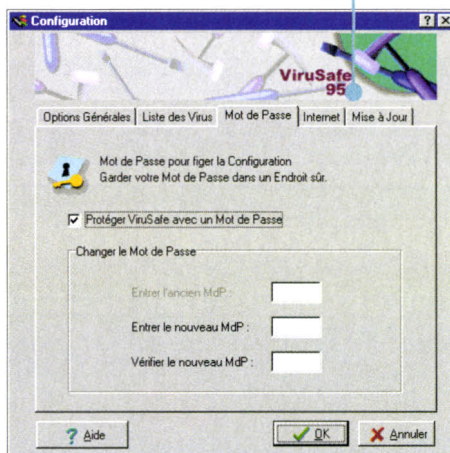 Configuration
ViruSafe
95
Options Générales Liste des Virus Mot de Passe Internet Mise à Jour
Mot de Passe pour figer la Configuration
Garder votre Mot de Passe dans un Endroit sûr.
Protéger ViruSafe avec un Mot de Passe
Changer le Mot de Passe
Entrer l'ancien MdP :
Entrer le nouveau MdP :
Vérifier le nouveau MdP :
? Aide OK Annuler